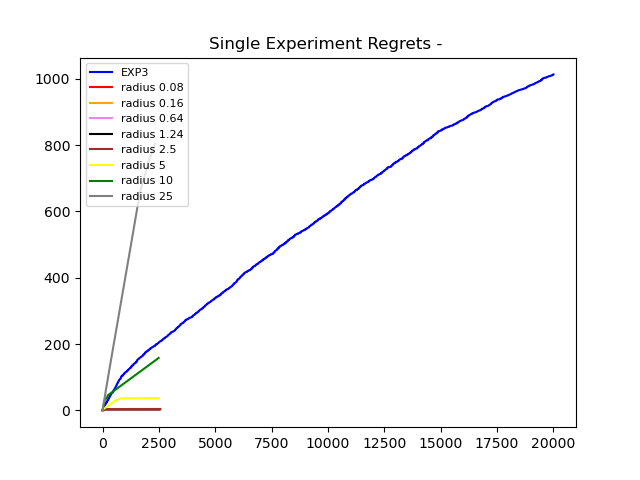 Single Experiment Regrets -
EXP3
radius 0.08
radius 0.16
radius 0.64
radius 1.24
radius 2.5
radius 5
radius 10
radius 25
1000
800
600
400
200
0
0 2500 5000 7500 10000 12500 15000 17500 20000